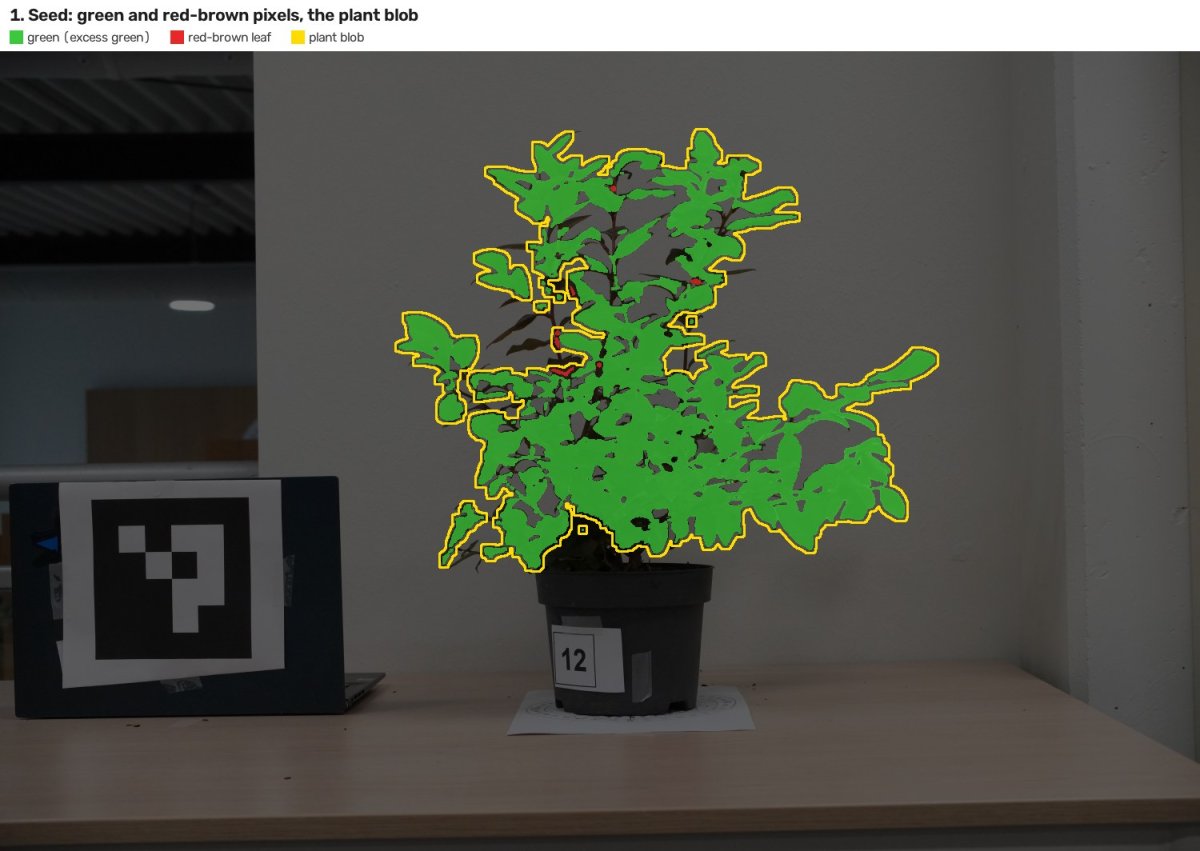 1. Seed: green and red-brown pixels, the plant blob
green (excess green) red-brown leaf plant blob
12